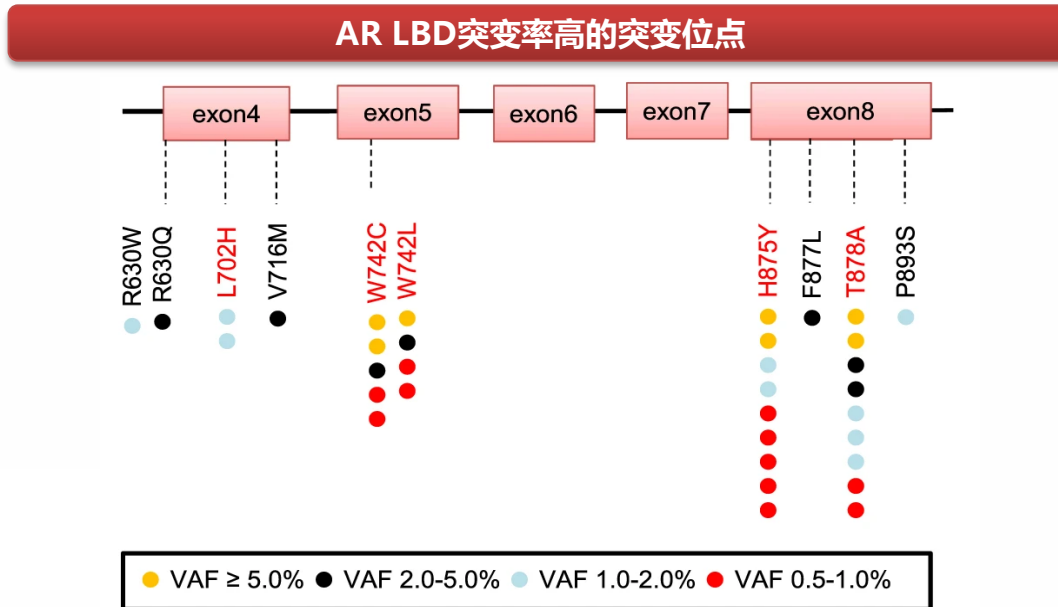 AR LBD突变率高的突变位点
exon4 exon5 exon6 exon7 exon8
R630W R630Q L702H V716M W742C W742L H875Y F877L T878A P893S
VAF ≥ 5.0% VAF 2.0-5.0% VAF 1.0-2.0% VAF 0.5-1.0%